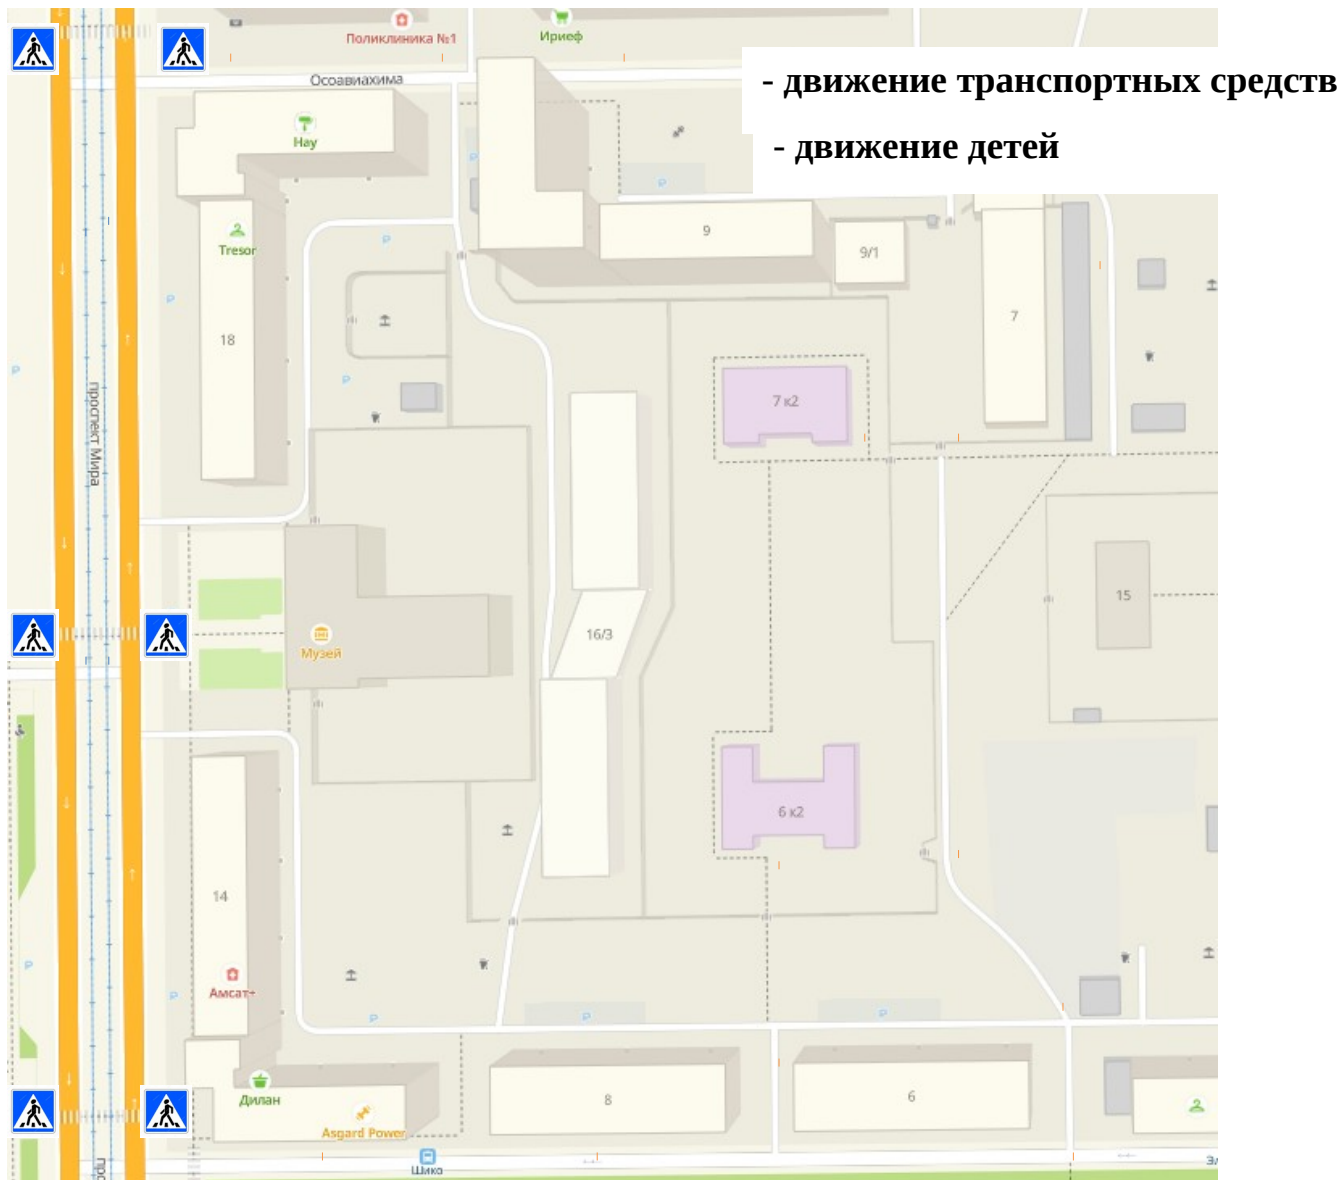 Поликлиника №1
Ириеф
Осоавиахима
- движение транспортных средств
- движение детей
Нау
Tresor
9
9/1
18
7
7 к2
проспект Мира
15
16/3
Музей
6 к2
14
Амсат+
Дилан
Asgard Power
8
6
Шико